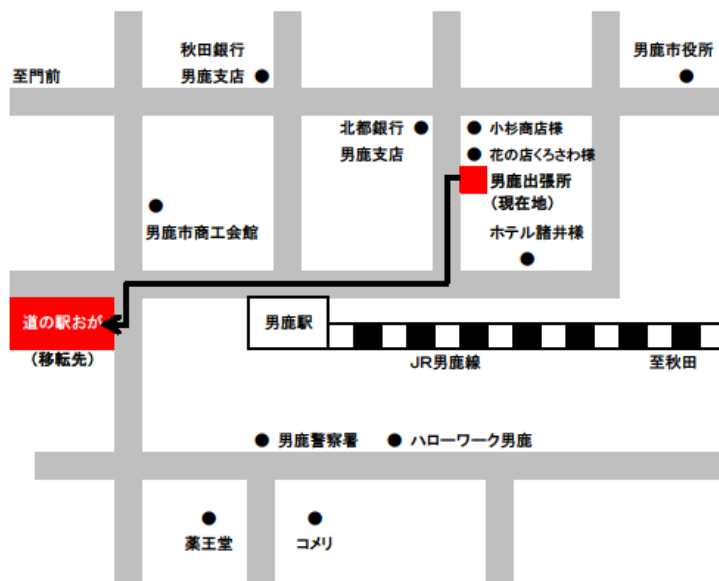 秋田銀行
男鹿支店
男鹿市役所
至門前
北都銀行
男鹿支店
小杉商店様
花の店くろさわ様
男鹿出張所
(現在地)
男鹿市商工会館
ホテル諸井様
道の駅おが
(移転先)
男鹿駅
JR男鹿線
至秋田
男鹿警察署
ハローワーク男鹿
薬王堂
コメリ